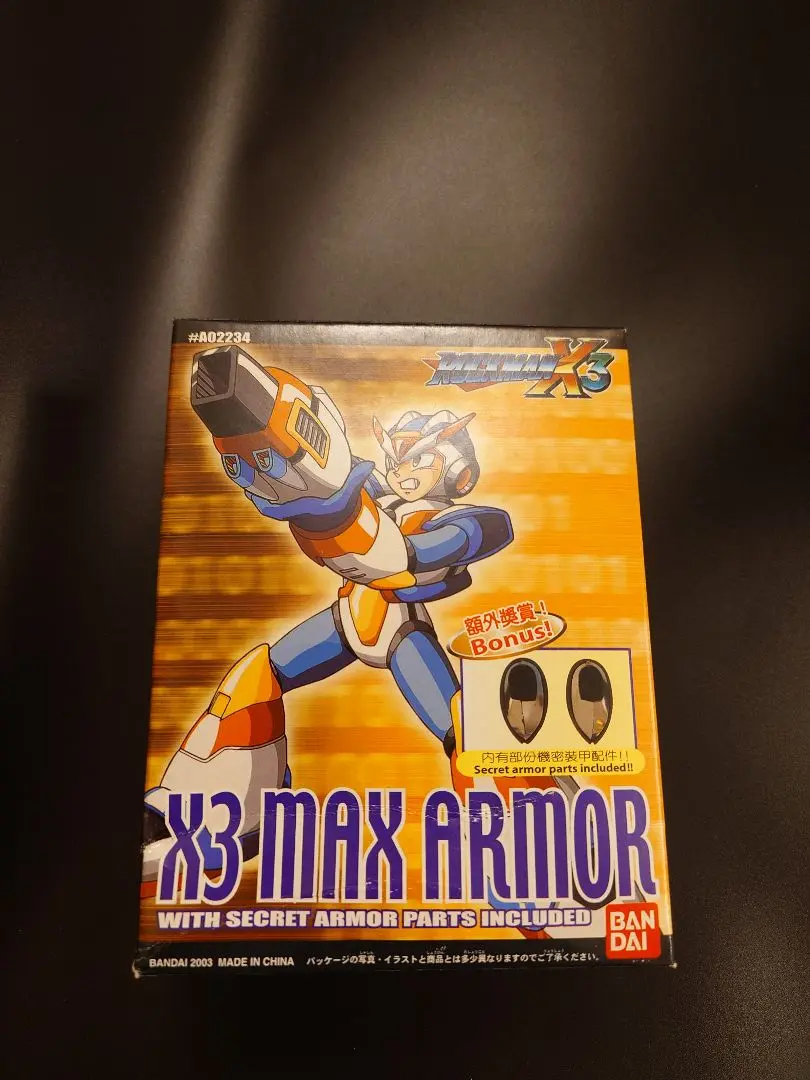 #A02234
ROCKMAN X3
額外獎賞！
Bonus!
內有部份機密裝甲配件!!
Secret armor parts included!!
X3 MAX ARMOR
WITH SECRET ARMOR PARTS INCLUDED
BAN
DAI
BANDAI 2003 MADE IN CHINA パッケージの写真・イラストと商品とは多少異なりますのでご了承ください。